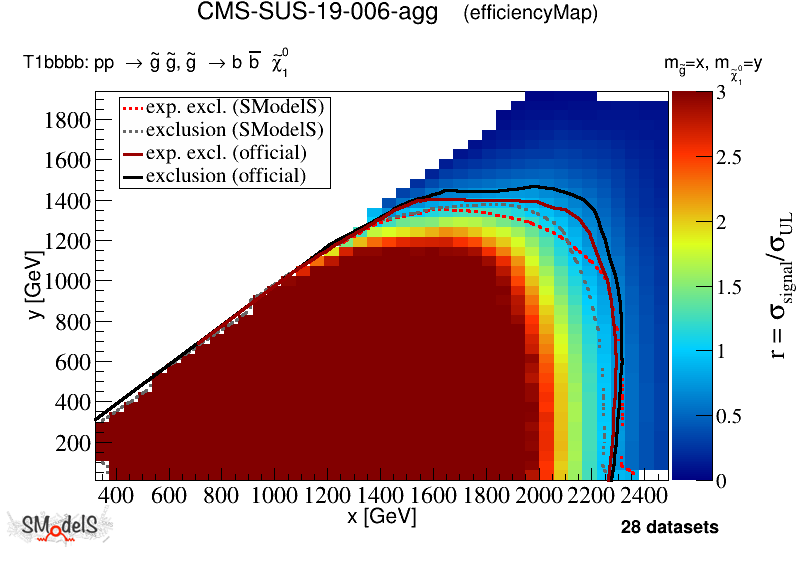 CMS-SUS-19-006-agg (efficiencyMap)
T1bbbb: pp → g̃ g̃, g̃ → b b̅ χ̃₁⁰
m_g̃=x, m_χ̃₁⁰=y
exp. excl. (SModelS)
exclusion (SModelS)
exp. excl. (official)
exclusion (official)
1800
1600
1400
1200
1000
800
600
400
200
y [GeV]
400 600 800 1000 1200 1400 1600 1800 2000 2200 2400
x [GeV]
3
2.5
2
1.5
1
0.5
0
r = σ_signal/σ_UL
SModelS
28 datasets